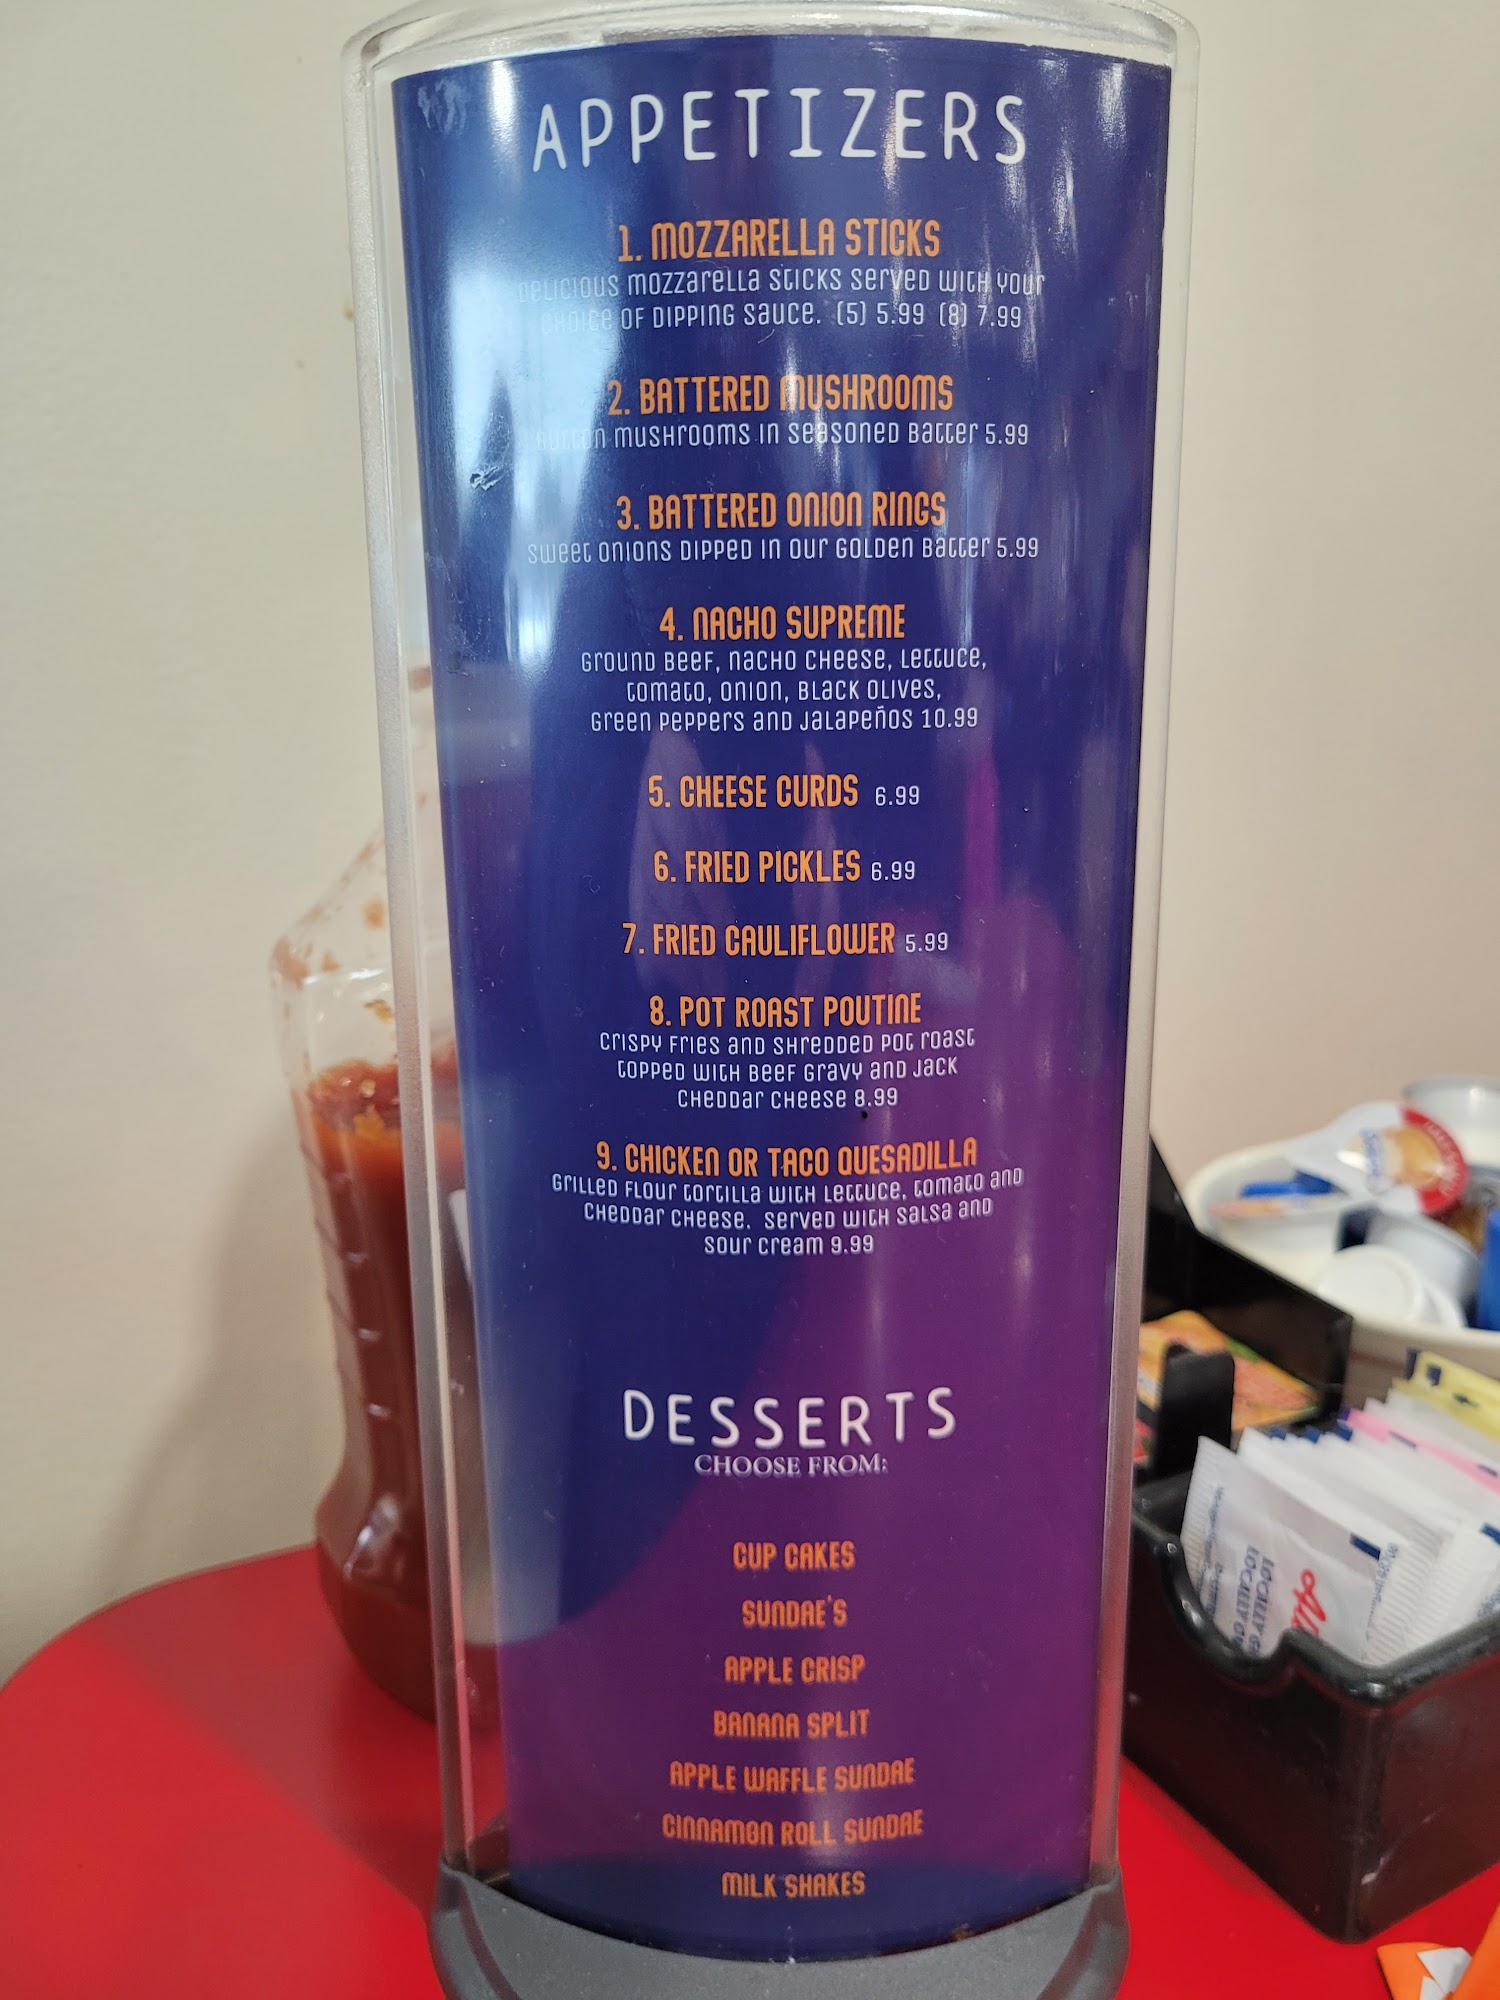 APPETIZERS
1. MOZZARELLA STICKS
DELICIOUS MOZZARELLA STICKS SERVED WITH YOUR
CHOICE OF DIPPING SAUCE. (5) 5.99 (8) 7.99
2. BATTERED MUSHROOMS
BUTTON MUSHROOMS IN SEASONED BATTER 5.99
3. BATTERED ONION RINGS
SWEET ONIONS DIPPED IN OUR GOLDEN BATTER 5.99
4. NACHO SUPREME
GROUND BEEF, NACHO CHEESE, LETTUCE,
TOMATO, ONION, BLACK OLIVES,
GREEN PEPPERS AND JALAPEÑOS 10.99
5. CHEESE CURDS 6.99
6. FRIED PICKLES 6.99
7. FRIED CAULIFLOWER 5.99
8. POT ROAST POUTINE
CRISPY FRIES AND SHREDDED POT ROAST
TOPPED WITH BEEF GRAVY AND JACK
CHEDDAR CHEESE 8.99
9. CHICKEN OR TACO QUESADILLA
GRILLED FLOUR TORTILLA WITH LETTUCE, TOMATO AND
CHEDDAR CHEESE. SERVED WITH SALSA AND
SOUR CREAM 9.99
DESSERTS
CHOOSE FROM:
CUP CAKES
SUNDAE'S
APPLE CRISP
BANANA SPLIT
APPLE WAFFLE SUNDAE
CINNAMON ROLL SUNDAE
MILK SHAKES
LOCALLY